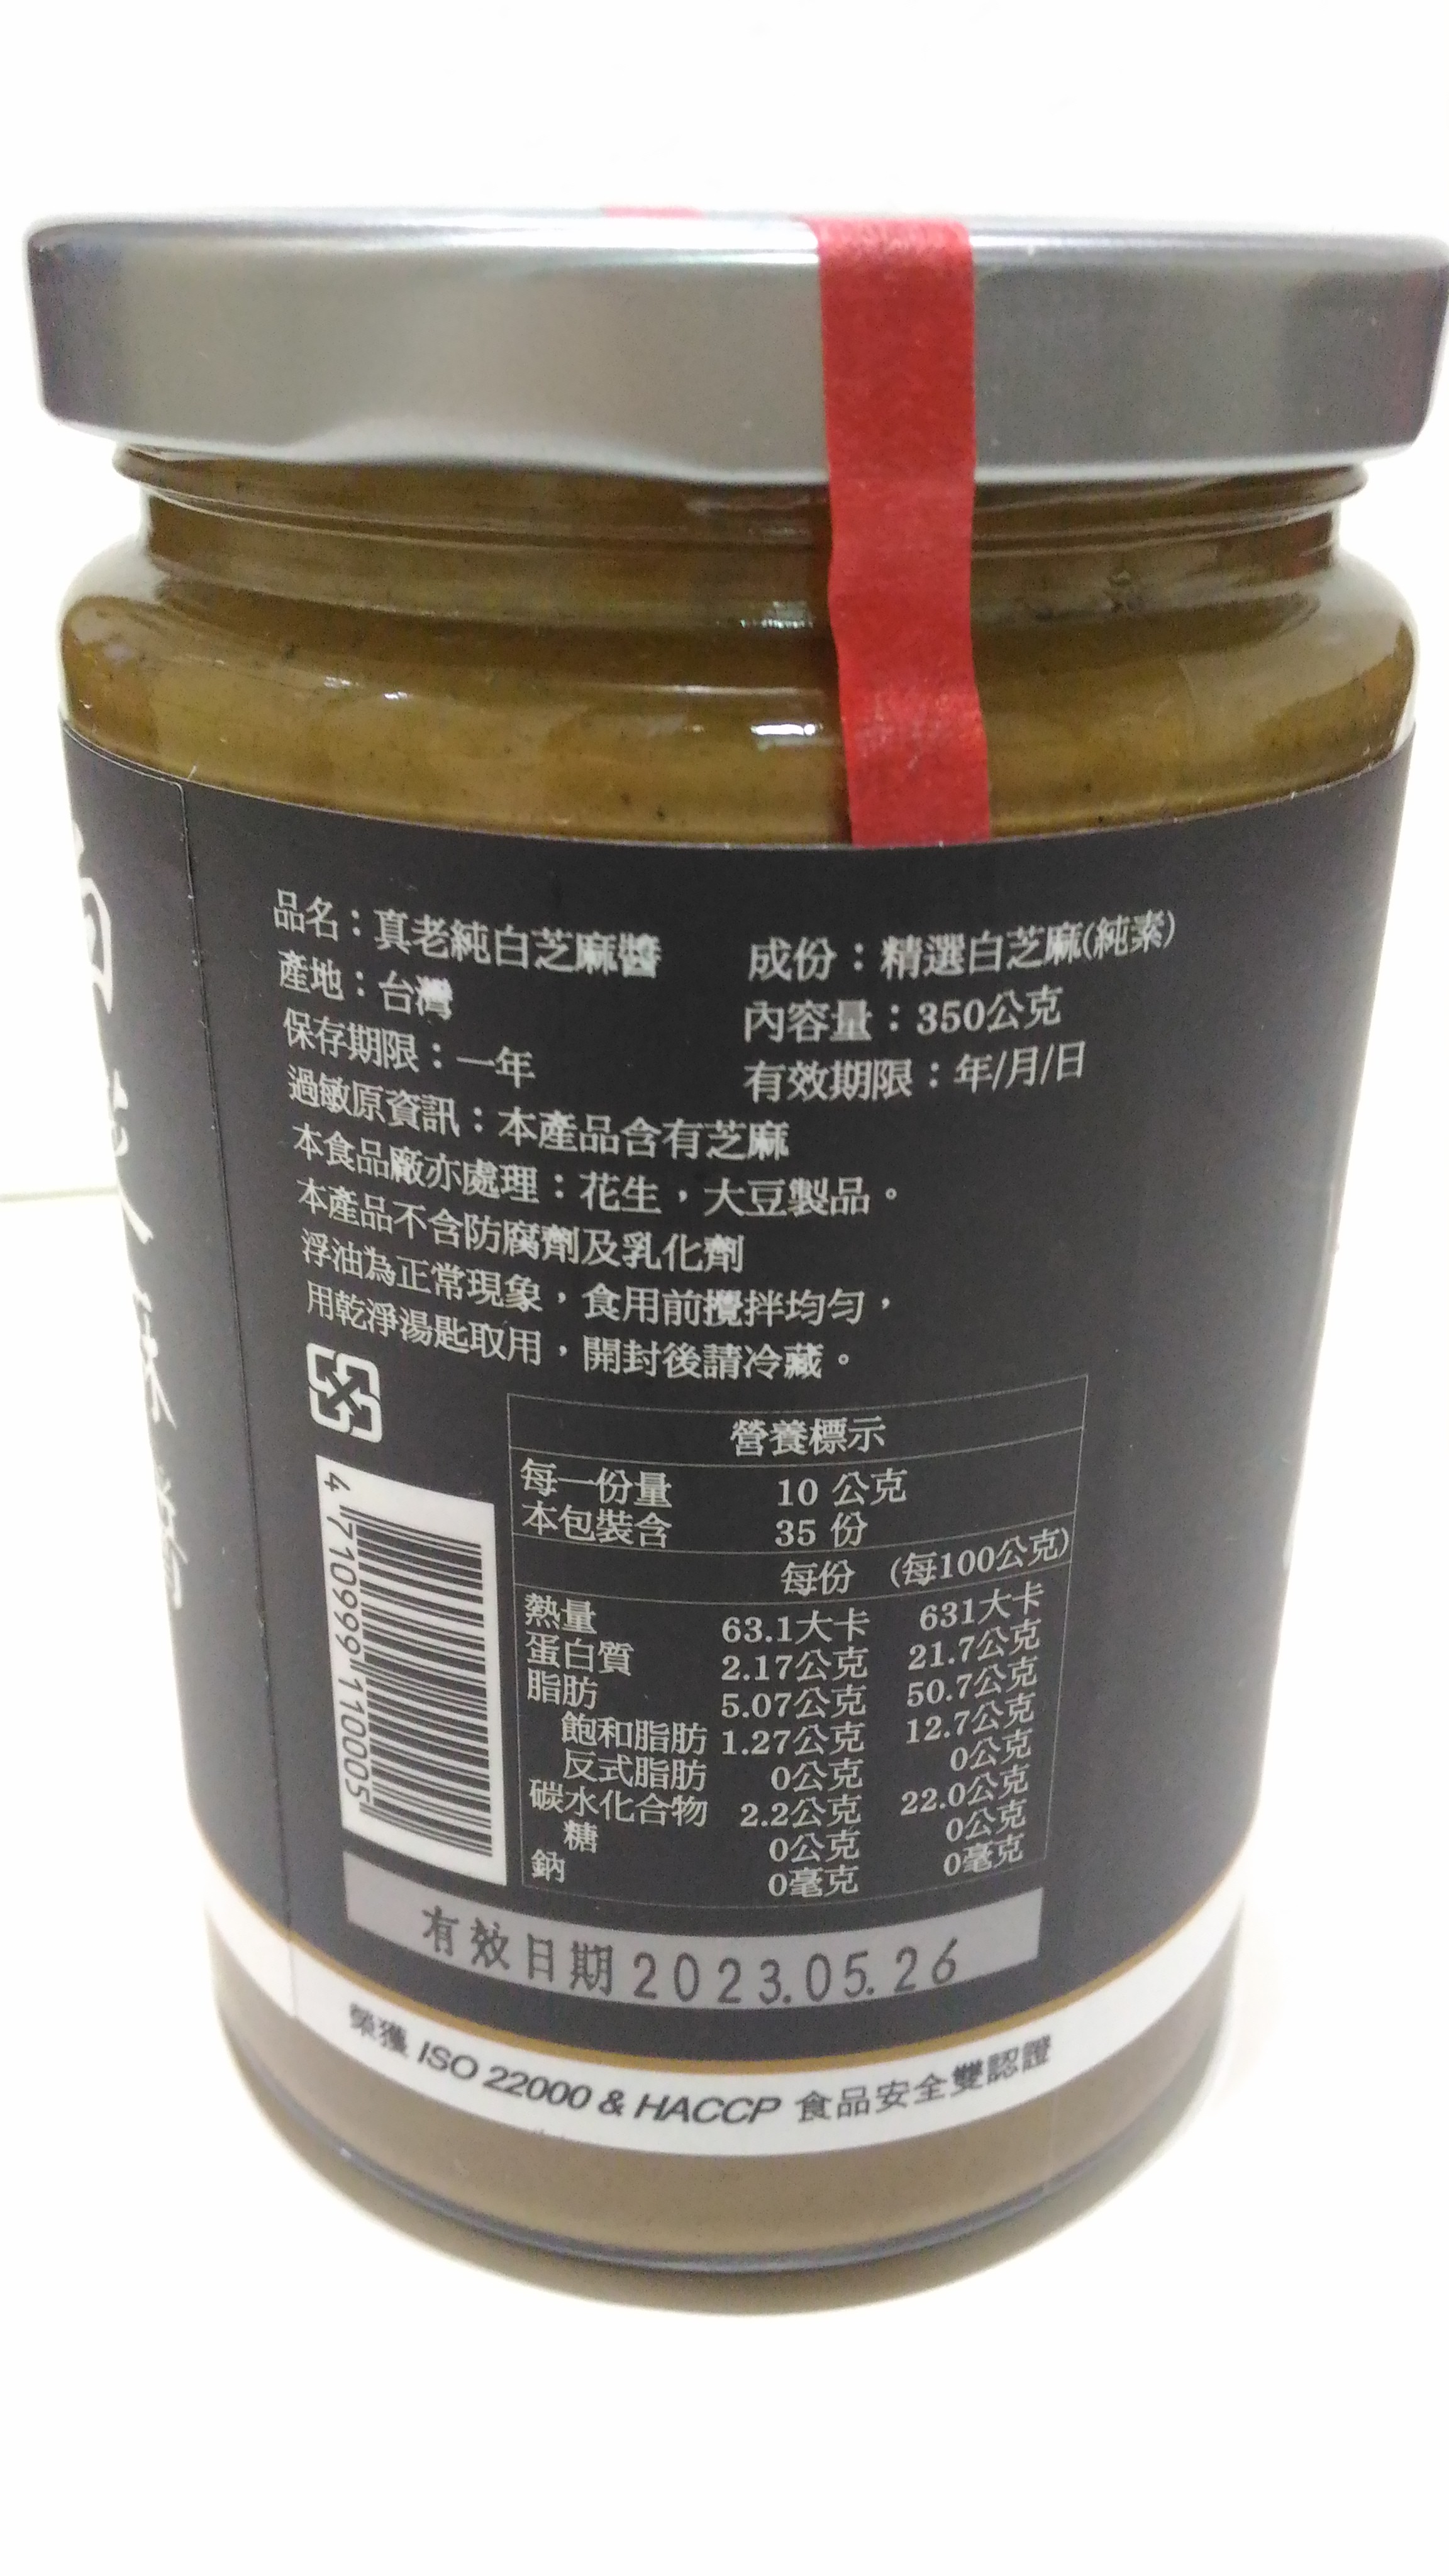 品名：真老純白芝麻醬
成份：精選白芝麻(純素)
產地：台灣
內容量：350公克
保存期限：一年
有效期限：年/月/日
過敏原資訊：本產品含有芝麻
本食品廠亦處理：花生，大豆製品。
本產品不含防腐劑及乳化劑
浮油為正常現象，食用前攪拌均勻，
用乾淨湯匙取用，開封後請冷藏。
營養標示
每一份量 10 公克
本包裝含 35 份
每份 (每100公克)
熱量 63.1大卡 631大卡
蛋白質 2.17公克 21.7公克
脂肪 5.07公克 50.7公克
飽和脂肪 1.27公克 12.7公克
反式脂肪 0公克 0公克
碳水化合物 2.2公克 22.0公克
糖 0公克 0公克
鈉 0毫克 0毫克
4 710999 110005
有效日期 2023.05.26
榮獲 ISO 22000 & HACCP 食品安全雙認證